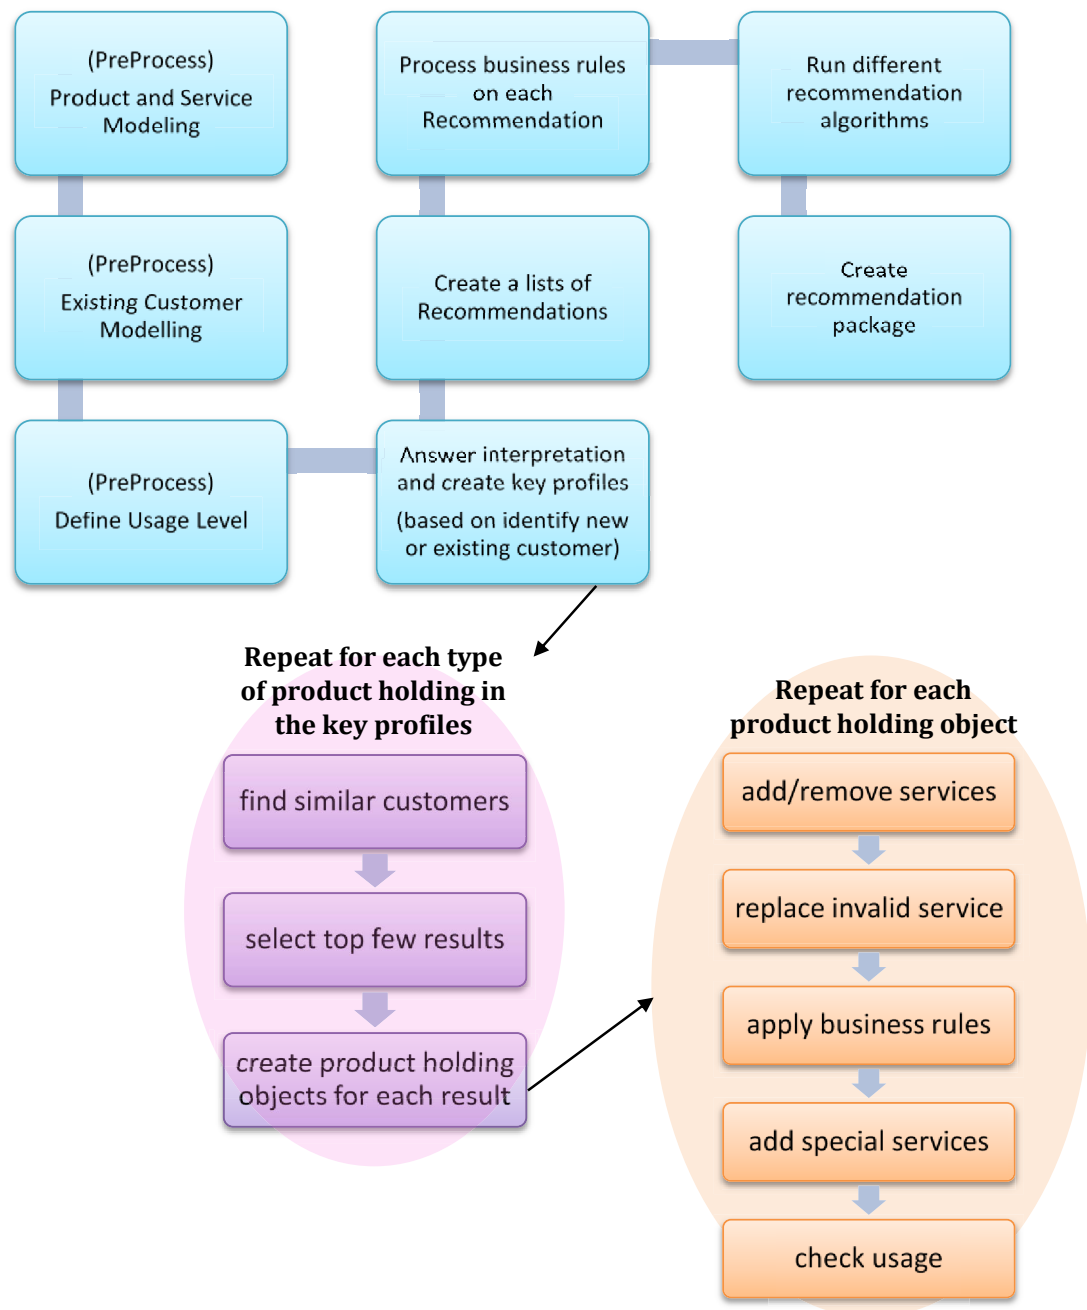 (PreProcess)
Product and Service
Modeling
(PreProcess)
Existing Customer
Modelling
(PreProcess)
Define Usage Level
Answer interpretation
and create key profiles
(based on identify new
or existing customer)
Create a lists of
Recommendations
Process business rules
on each
Recommendation
Run different
recommendation
algorithms
Create
recommendation
package
Repeat for each type
of product holding in
the key profiles
find similar customers
select top few results
create product holding
objects for each result
Repeat for each
product holding object
add/remove services
replace invalid service
apply business rules
add special services
check usage